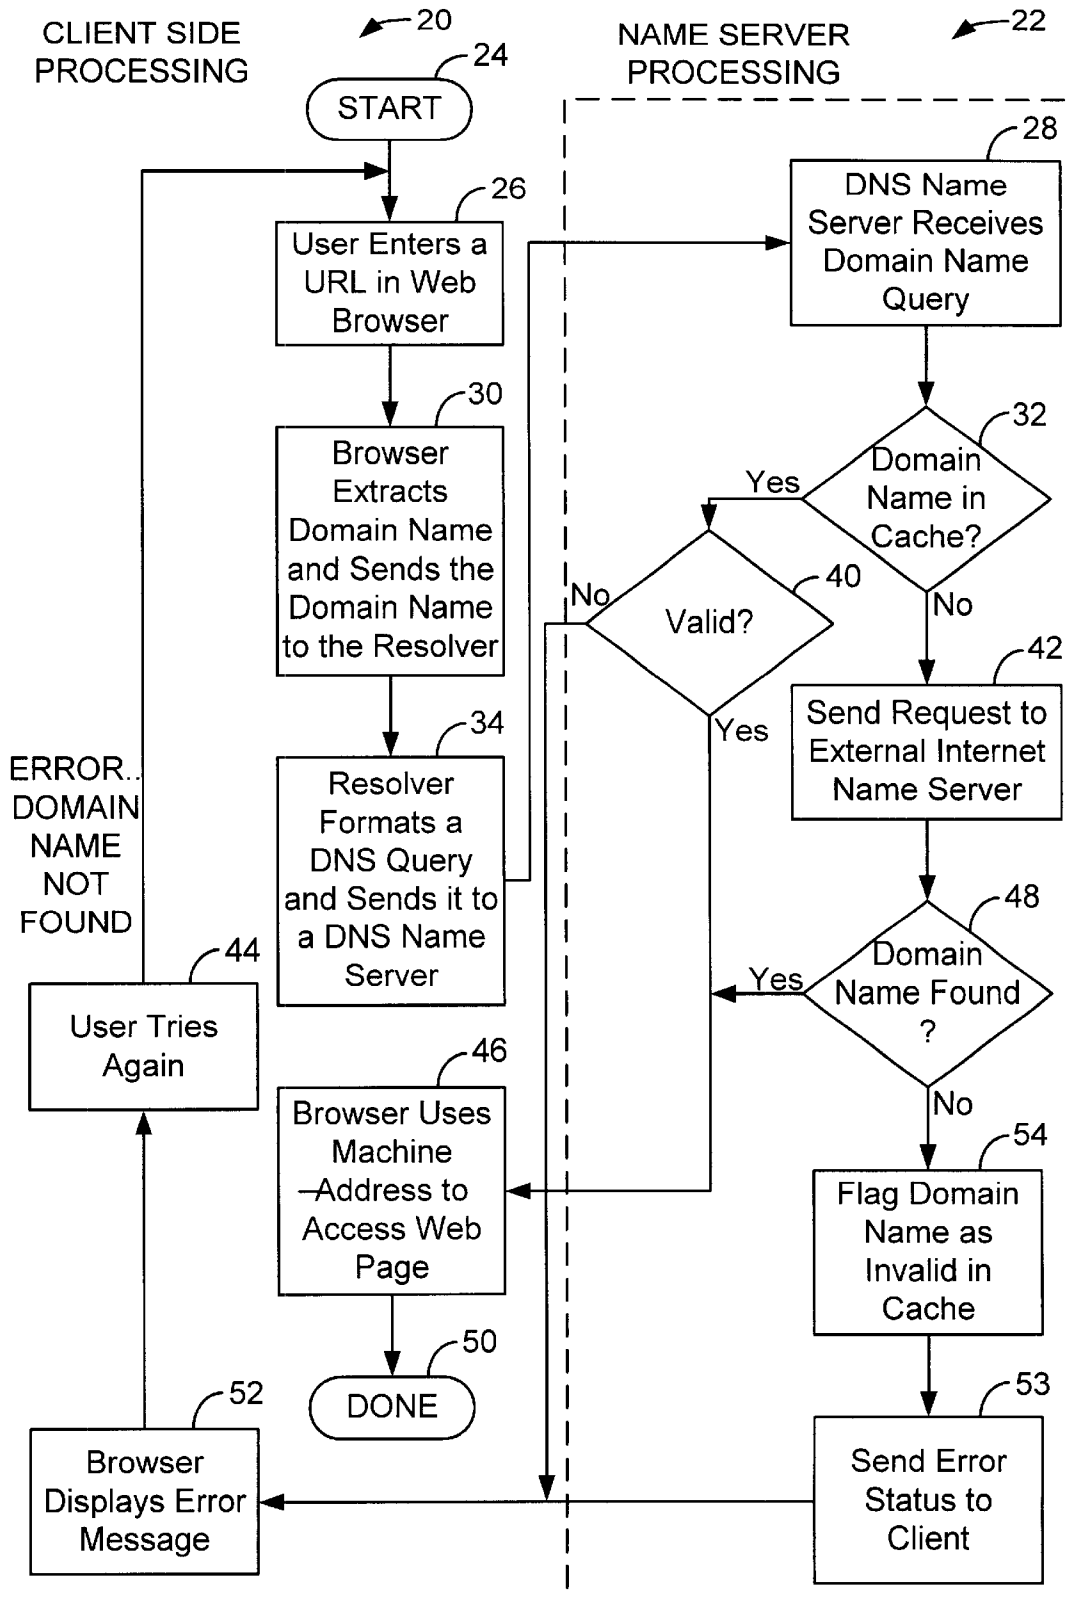 CLIENT SIDE
PROCESSING
20
NAME SERVER
PROCESSING
22
24
START
26
User Enters a
URL in Web
Browser
28
DNS Name
Server Receives
Domain Name
Query
30
Browser
Extracts
Domain Name
and Sends the
Domain Name
to the Resolver
32
Domain
Name in
Cache?
Yes
No
40
Valid?
No
Yes
34
Resolver
Formats a
DNS Query
and Sends it to
a DNS Name
Server
42
Send Request to
External Internet
Name Server
ERROR..
DOMAIN
NAME
NOT
FOUND
44
User Tries
Again
48
Domain
Name Found
?
Yes
No
46
Browser Uses
Machine
Address to
Access Web
Page
54
Flag Domain
Name as
Invalid in
Cache
50
DONE
52
Browser
Displays Error
Message
53
Send Error
Status to
Client